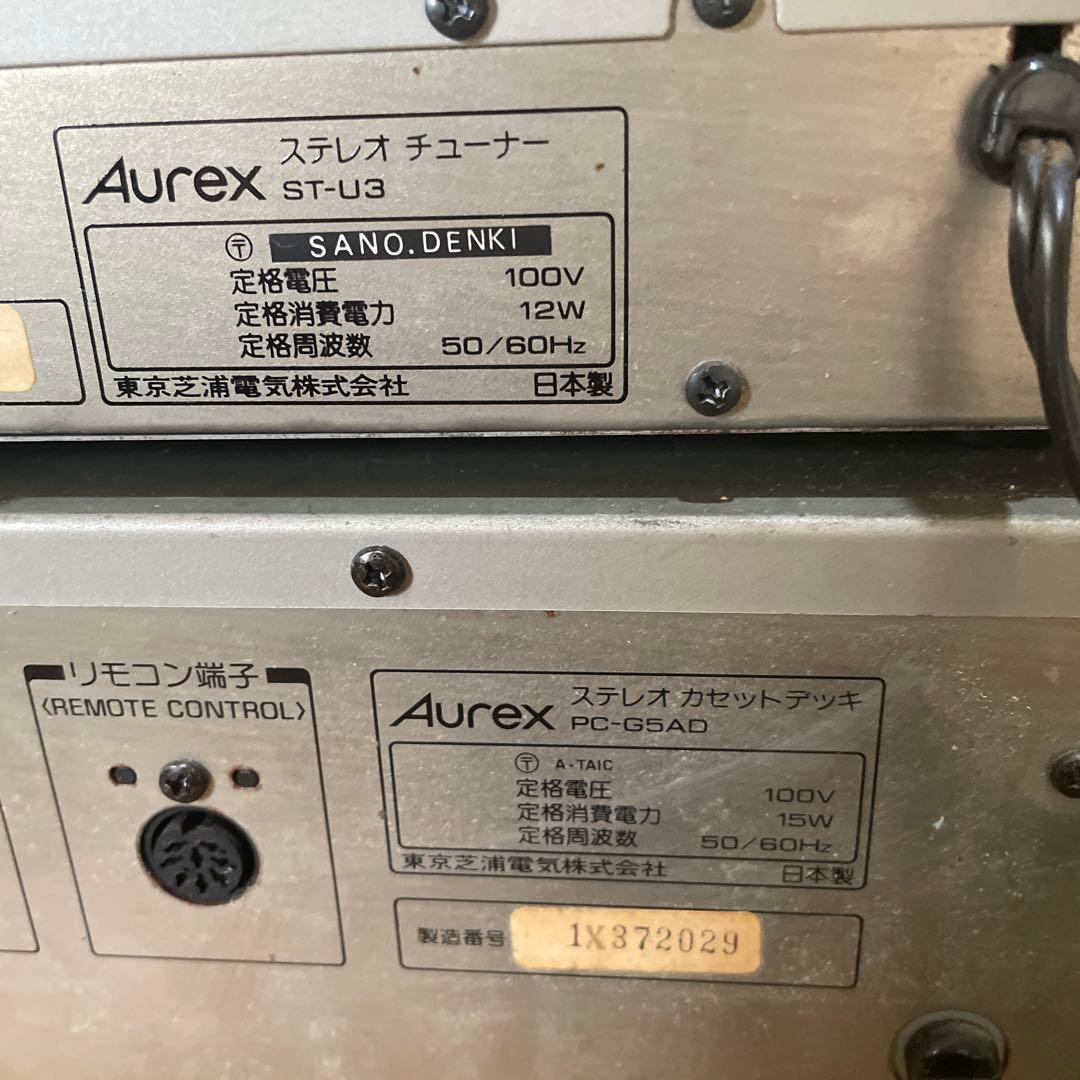 ステレオ チューナー
Aurex ST-U3
〒 SANO.DENKI
定格電圧 100V
定格消費電力 12W
定格周波数 50/60Hz
東京芝浦電気株式会社 日本製
リモコン端子
〈REMOTE CONTROL〉
ステレオ カセットデッキ
Aurex PC-G5AD
〒 A・TAIC
定格電圧 100V
定格消費電力 15W
定格周波数 50/60Hz
東京芝浦電気株式会社 日本製
製造番号 1X372029